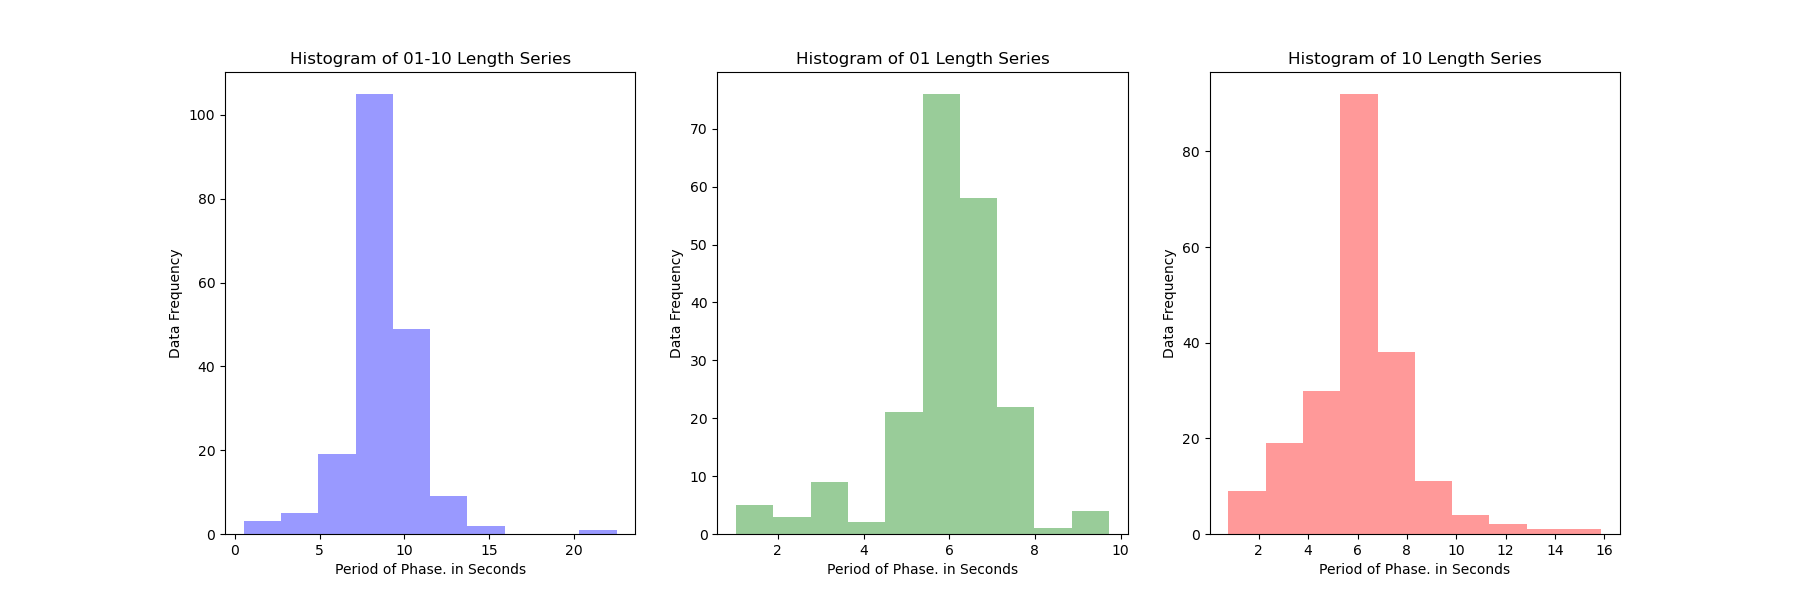 Histogram of 01-10 Length Series
100
80
60
40
20
0
Data Frequency
0 5 10 15 20
Period of Phase. in Seconds
Histogram of 01 Length Series
70
60
50
40
30
20
10
0
Data Frequency
2 4 6 8 10
Period of Phase. in Seconds
Histogram of 10 Length Series
80
60
40
20
0
Data Frequency
2 4 6 8 10 12 14 16
Period of Phase. in Seconds